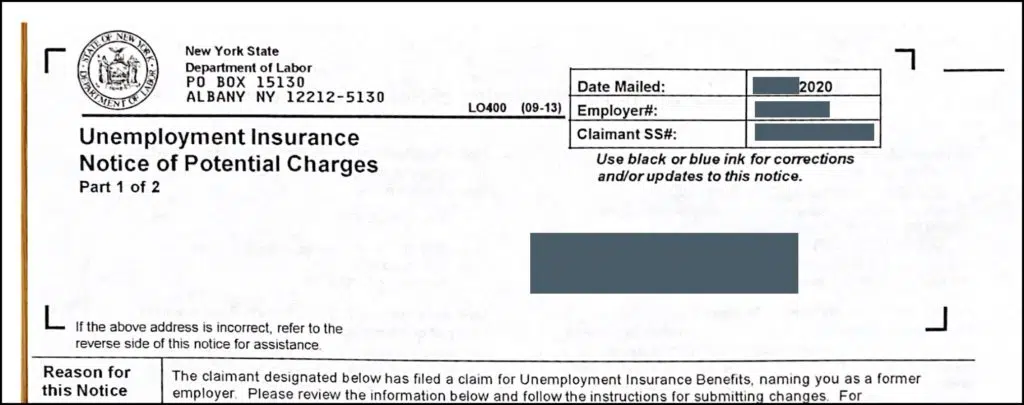 STATE OF NEW YORK
DEPARTMENT OF LABOR
New York State
Department of Labor
PO BOX 15130
ALBANY NY 12212-5130
LO400 (09-13)
Date Mailed: 2020
Employer#:
Claimant SS#:
Use black or blue ink for corrections
and/or updates to this notice.
Unemployment Insurance
Notice of Potential Charges
Part 1 of 2
If the above address is incorrect, refer to the
reverse side of this notice for assistance.
Reason for
this Notice
The claimant designated below has filed a claim for Unemployment Insurance Benefits, naming you as a former
employer. Please review the information below and follow the instructions for submitting changes. For